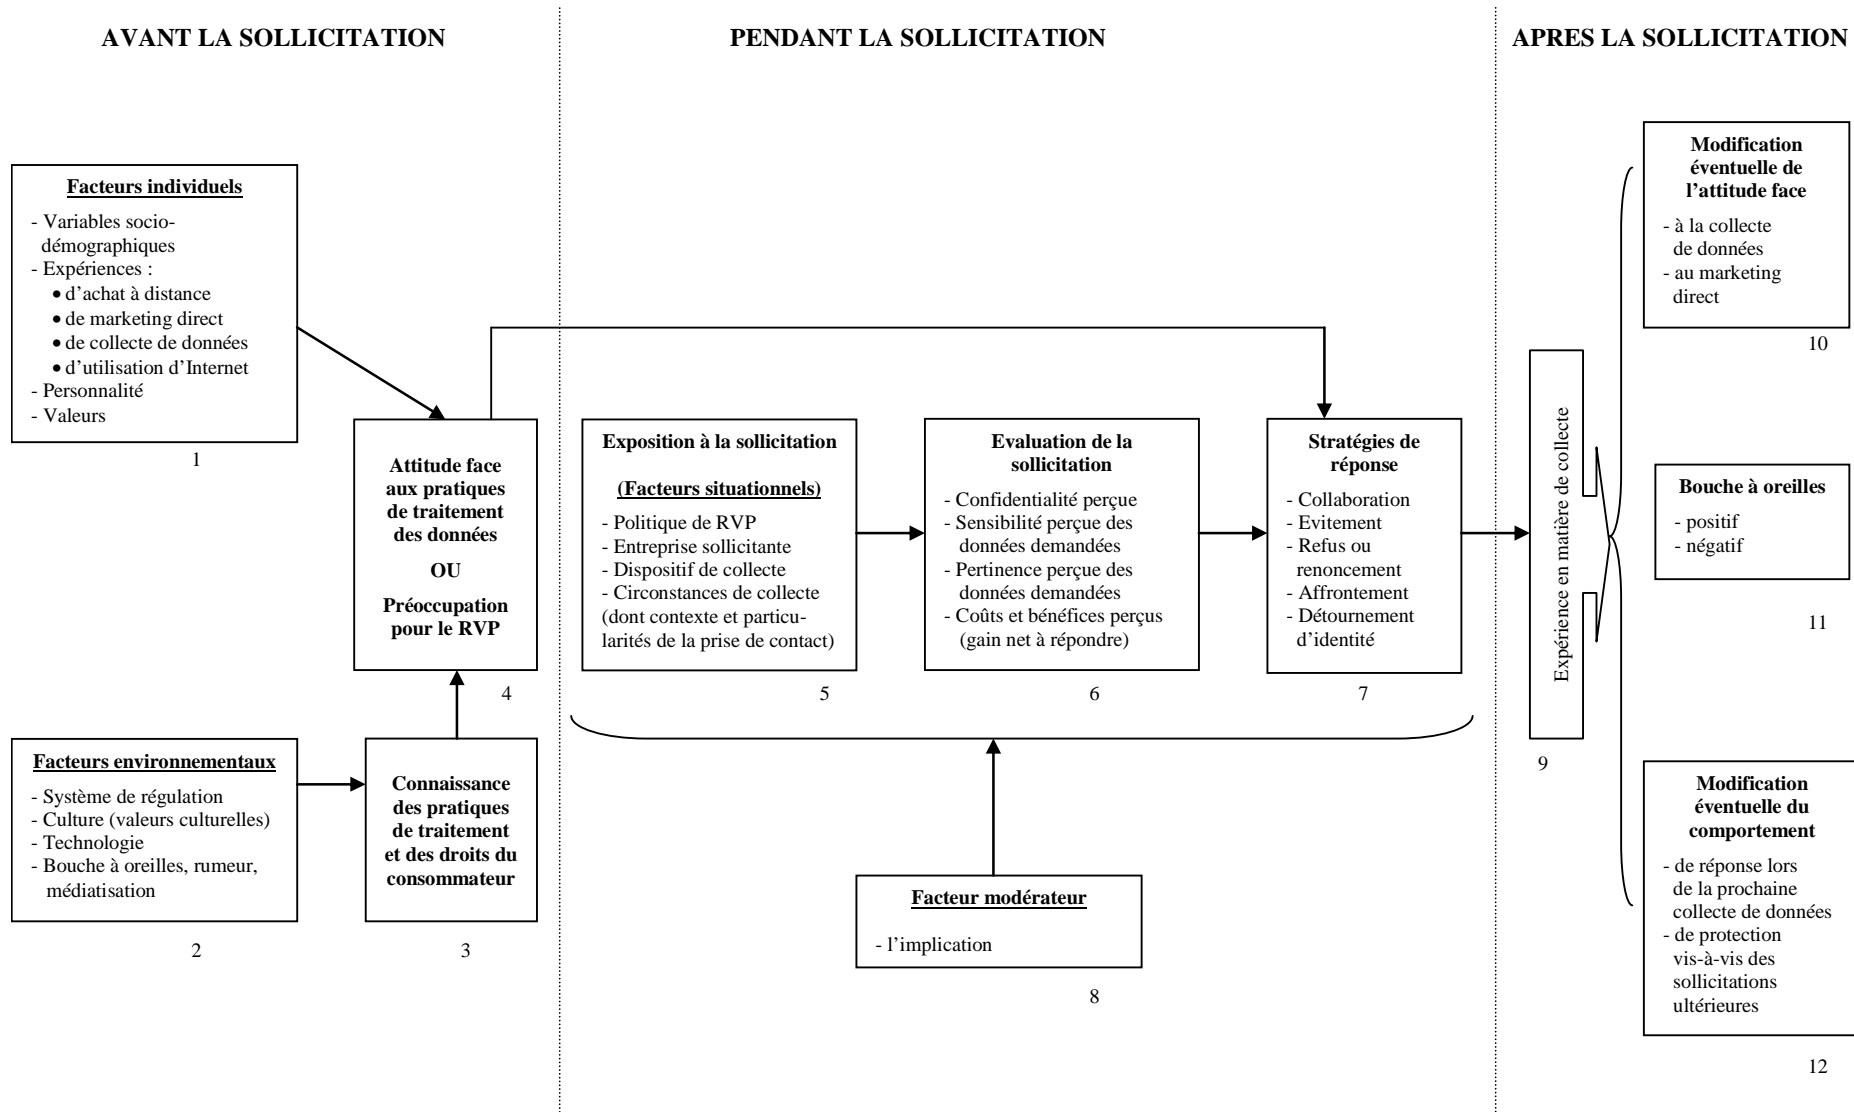 AVANT LA SOLLICITATION
PENDANT LA SOLLICITATION
APRES LA SOLLICITATION
Facteurs individuels
- Variables socio-
démographiques
- Expériences :
• d’achat à distance
• de marketing direct
• de collecte de données
• d’utilisation d’Internet
- Personnalité
- Valeurs
1
Facteurs environnementaux
- Système de régulation
- Culture (valeurs culturelles)
- Technologie
- Bouche à oreilles, rumeur,
médiatisation
2
Connaissance
des pratiques
de traitement
et des droits du
consommateur
3
Attitude face
aux pratiques
de traitement
des données
OU
Préoccupation
pour le RVP
4
Exposition à la sollicitation
(Facteurs situationnels)
- Politique de RVP
- Entreprise sollicitante
- Dispositif de collecte
- Circonstances de collecte
(dont contexte et particu-
larités de la prise de contact)
5
Evaluation de la
sollicitation
- Confidentialité perçue
- Sensibilité perçue des
données demandées
- Pertinence perçue des
données demandées
- Coûts et bénéfices perçus
(gain net à répondre)
6
Stratégies de
réponse
- Collaboration
- Evitement
- Refus ou
renoncement
- Affrontement
- Détournement
d’identité
7
Facteur modérateur
- l’implication
8
Expérience en matière de collecte
9
Modification
éventuelle de
l’attitude face
- à la collecte
de données
- au marketing
direct
10
Bouche à oreilles
- positif
- négatif
11
Modification
éventuelle du
comportement
- de réponse lors
de la prochaine
collecte de données
- de protection
vis-à-vis des
sollicitations
ultérieures
12